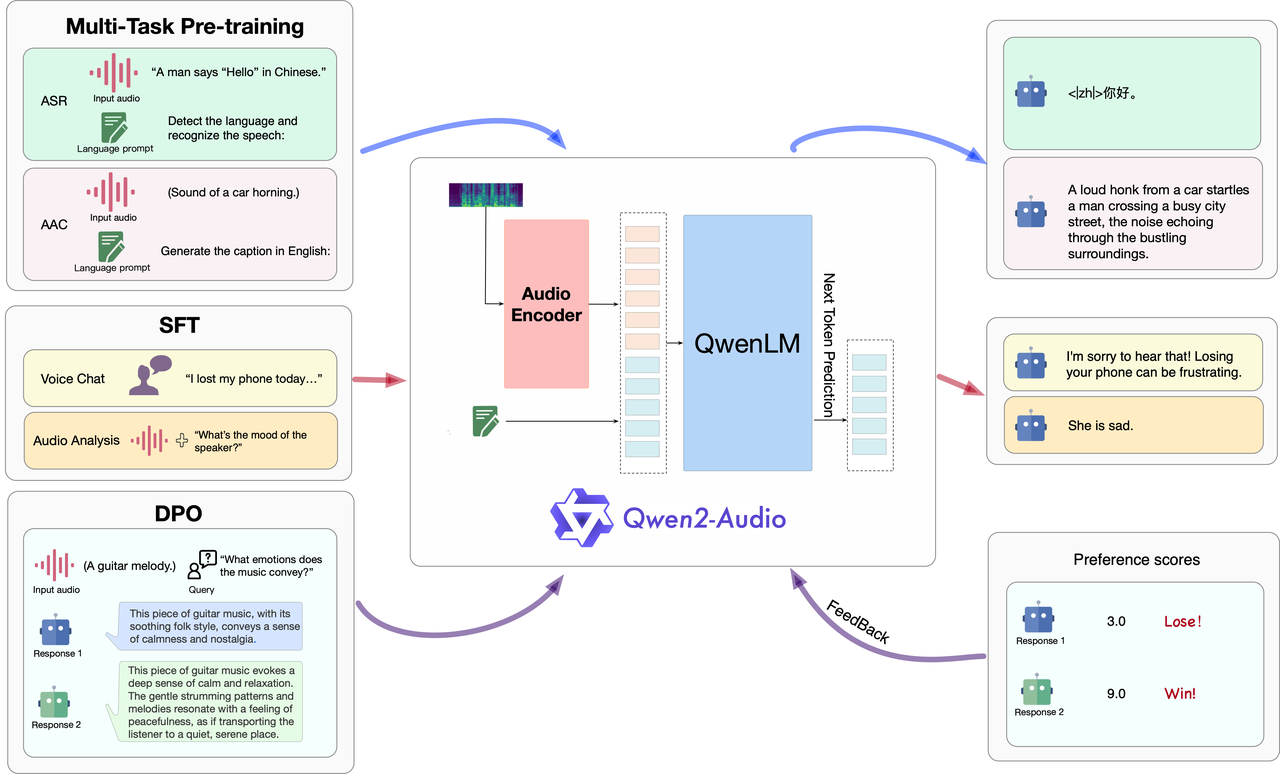 Multi-Task Pre-training
ASR
Input audio
“A man says “Hello” in Chinese.”
Language prompt
Detect the language and
recognize the speech:
AAC
Input audio
(Sound of a car horning.)
Language prompt
Generate the caption in English:
SFT
Voice Chat
“I lost my phone today…”
Audio Analysis
“What’s the mood of the
speaker?”
DPO
Input audio
(A guitar melody.)
Query
“What emotions does
the music convey?”
Response 1
This piece of guitar music, with its
soothing folk style, conveys a sense
of calmness and nostalgia.
Response 2
This piece of guitar music evokes a
deep sense of calm and relaxation.
The gentle strumming patterns and
melodies resonate with a feeling of
peacefulness, as if transporting the
listener to a quiet, serene place.
Audio
Encoder
QwenLM
Next Token Prediction
Qwen2-Audio
FeedBack
<|zh|>你好。
A loud honk from a car startles
a man crossing a busy city
street, the noise echoing
through the bustling
surroundings.
I'm sorry to hear that! Losing
your phone can be frustrating.
She is sad.
Preference scores
Response 1
3.0
Lose!
Response 2
9.0
Win!